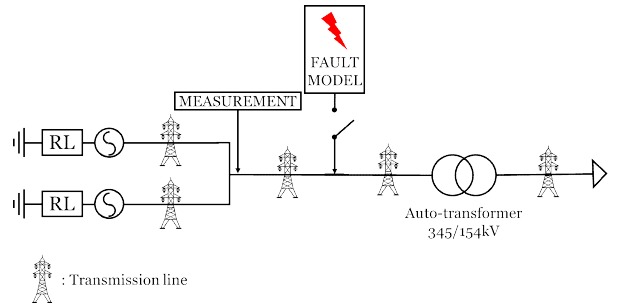 FAULT
MODEL
MEASUREMENT
RL
RL
Auto-transformer
345/154kV
: Transmission line